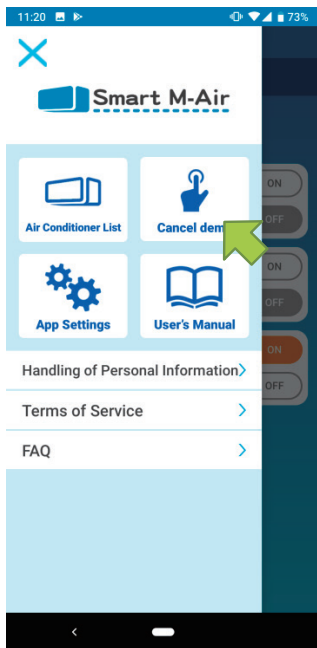 11:20
73%
Smart M-Air
ON
Air Conditioner List
Cancel
OFF
ON
OFF
App Settings
User's Manual
ON
Handling of Personal Information
OFF
Terms of Service
FAQ